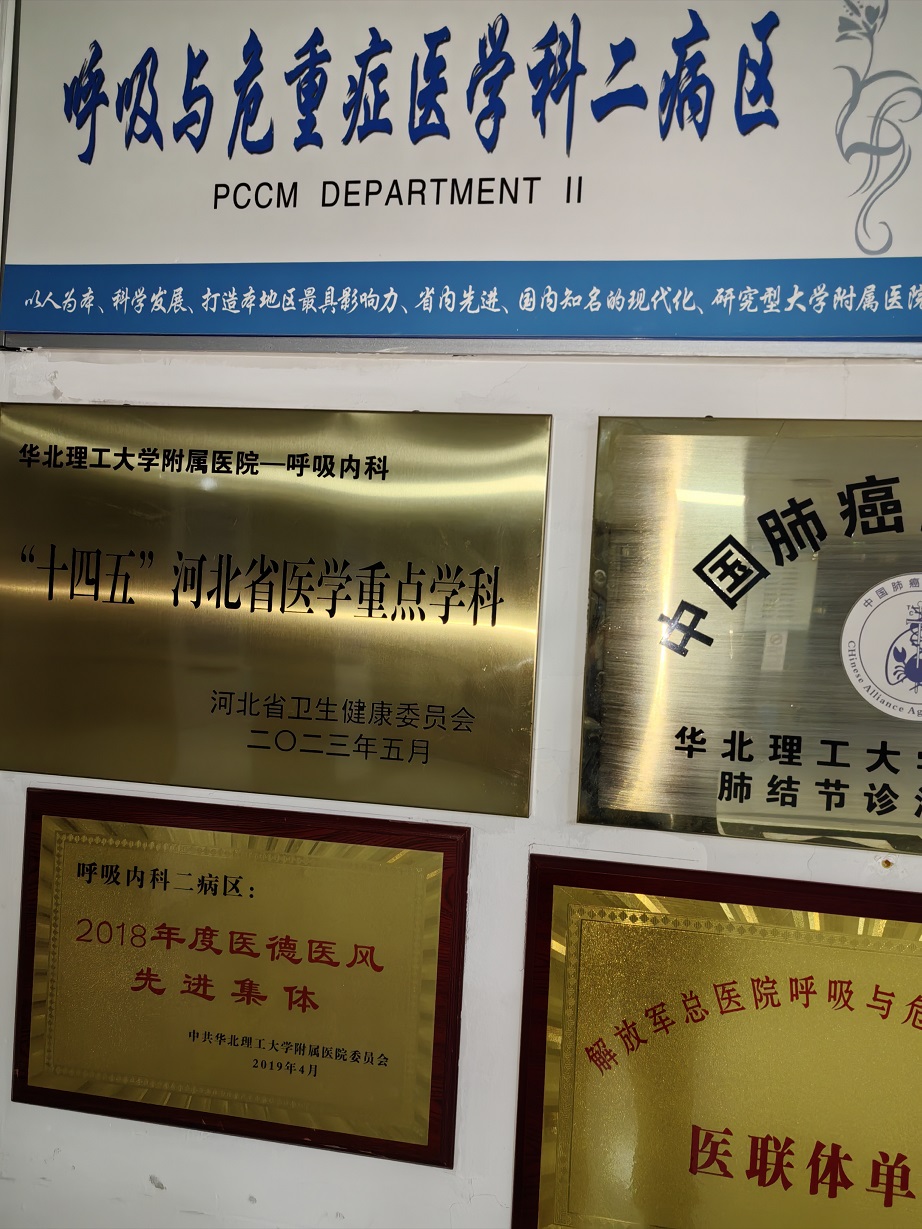 呼吸与危重症医学科二病区
PCCM DEPARTMENT II
以人为本、科学发展、打造本地区最具影响力、省内先进、国内知名的现代化、研究型大学附属医院
华北理工大学附属医院—呼吸内科
“十四五”河北省医学重点学科
河北省卫生健康委员会
二〇二三年五月
中国肺癌
中国肺癌
CHinese Alliance Ag
华北理工大学
肺结节诊
呼吸内科二病区：
2018年度医德医风
先进集体
中共华北理工大学附属医院委员会
2019年4月
解放军总医院呼吸与危
医联体单